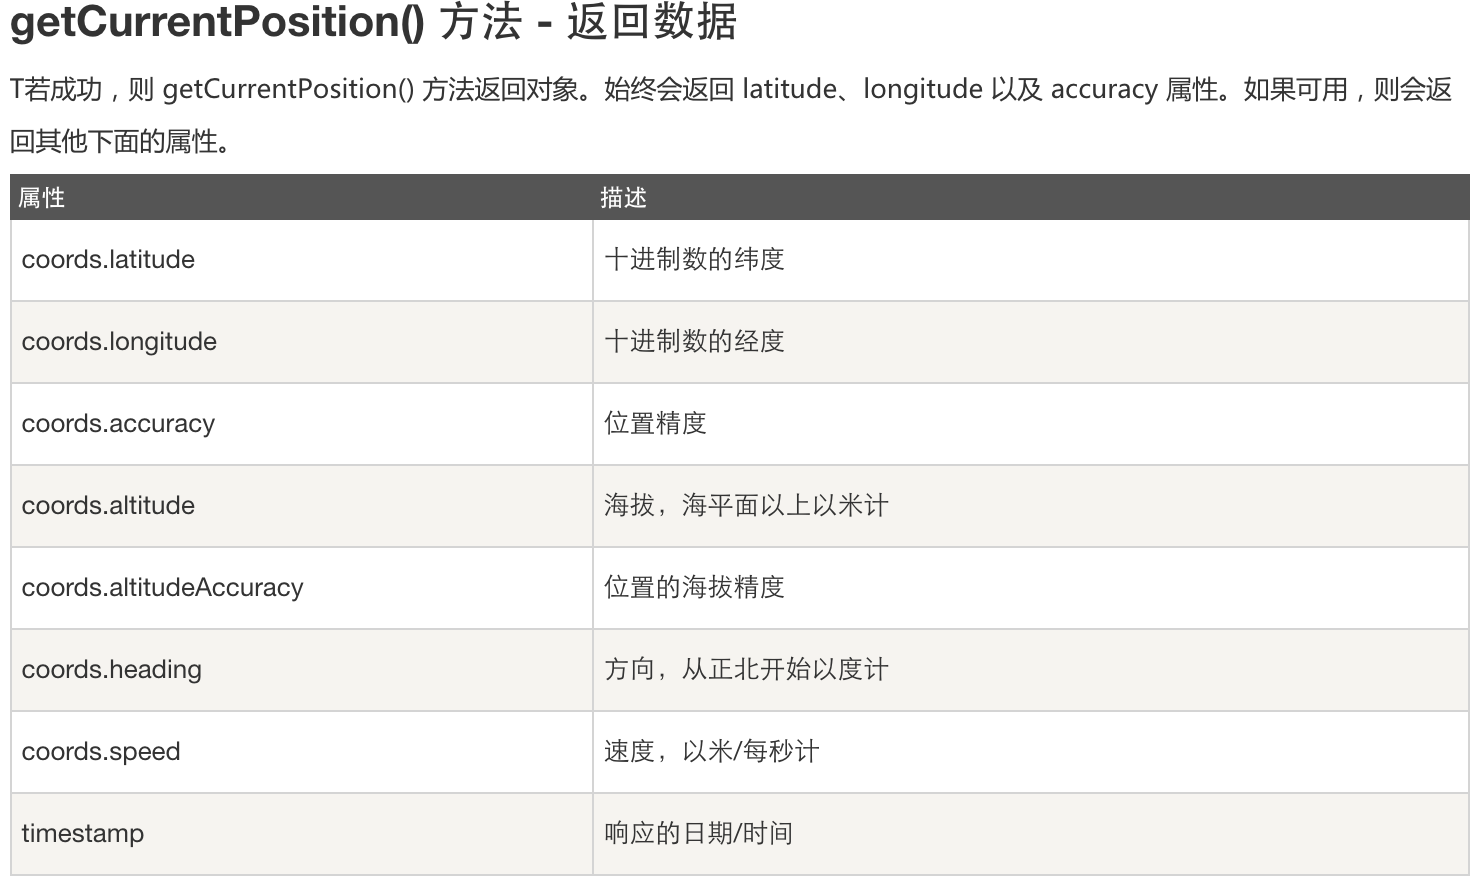 getCurrentPosition() 方法 - 返回数据
T若成功，则 getCurrentPosition() 方法返回对象。始终会返回 latitude、longitude 以及 accuracy 属性。如果可用，则会返
回其他下面的属性。
属性 描述
coords.latitude 十进制数的纬度
coords.longitude 十进制数的经度
coords.accuracy 位置精度
coords.altitude 海拔，海平面以上以米计
coords.altitudeAccuracy 位置的海拔精度
coords.heading 方向，从正北开始以度计
coords.speed 速度，以米/每秒计
timestamp 响应的日期/时间